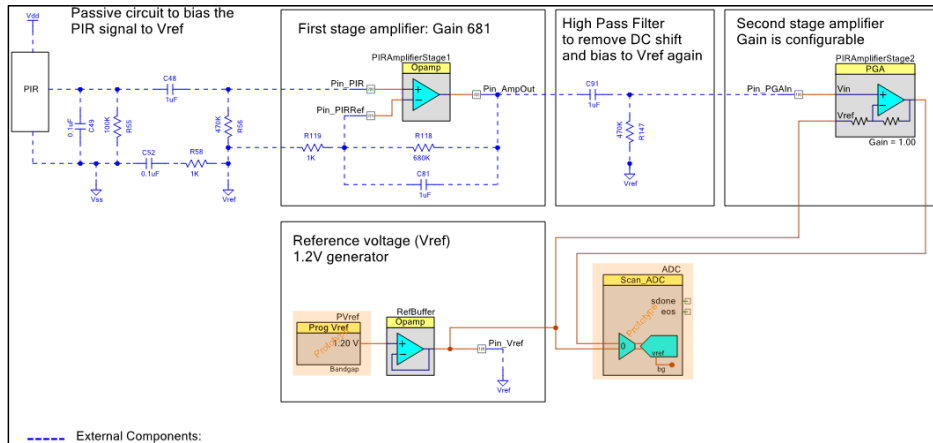 Vdd
Passive circuit to bias the
PIR signal to Vref
PIR
C48
1uF
0.1uF
C49
100K
R55
470K
R56
C52
0.1uF
R58
1K
Vss
Vref
First stage amplifier: Gain 681
PIRAmplifierStage1
Opamp
Pin_PIR
Pin_PIRRef
Pin_AmpOut
R119
1K
R118
680K
C81
1uF
High Pass Filter
to remove DC shift
and bias to Vref again
C91
1uF
470K
R147
Vref
Second stage amplifier
Gain is configurable
PIRAmplifierStage2
PGA
Pin_PGAIn
Vin
Vref
Gain = 1.00
Reference voltage (Vref)
1.2V generator
PVref
Prog Vref
Prototype
1.20 V
Bandgap
RefBuffer
Opamp
Pin_Vref
Vref
ADC
Scan_ADC
Prototype
sdone
eos
0
vref
trig
External Components: